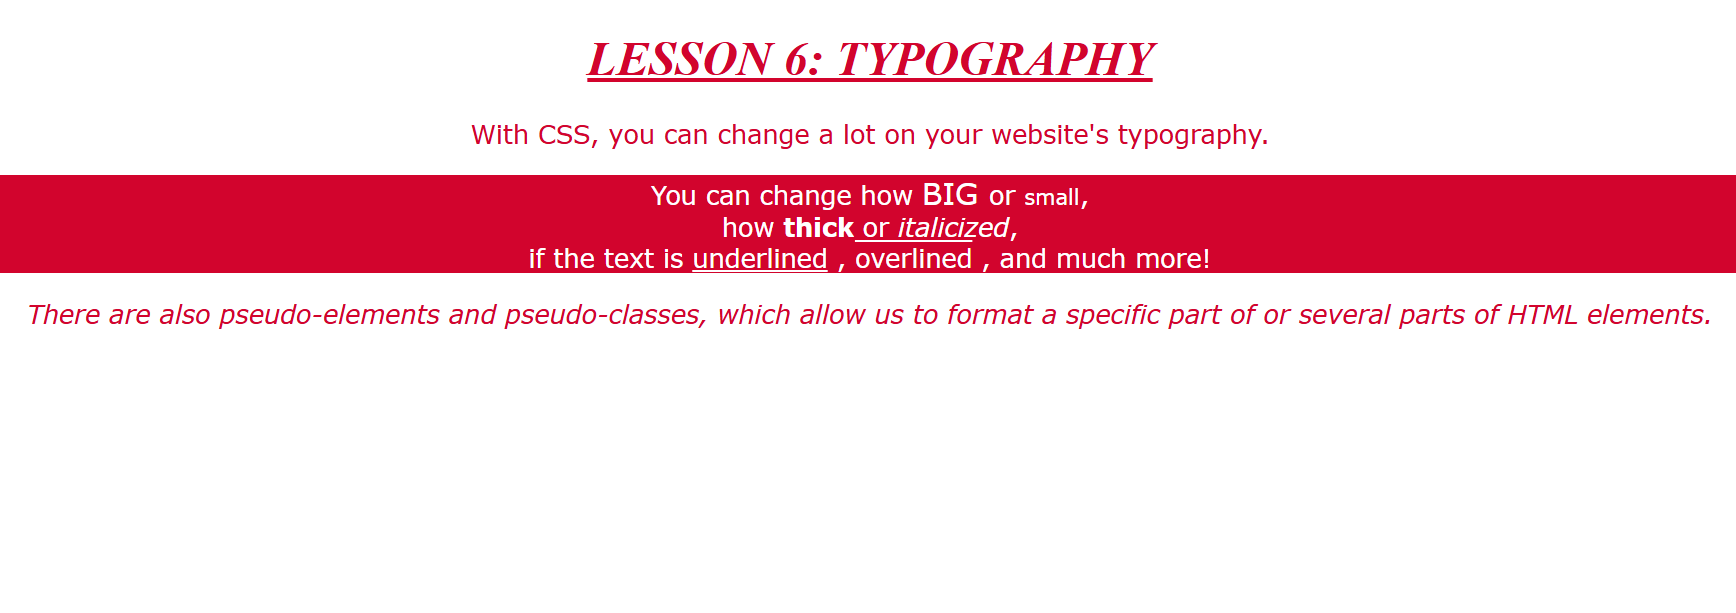 LESSON 6: TYPOGRAPHY
With CSS, you can change a lot on your website's typography.
You can change how BIG or small,
how thick or italicized,
if the text is underlined , overlined , and much more!
There are also pseudo-elements and pseudo-classes, which allow us to format a specific part of or several parts of HTML elements.